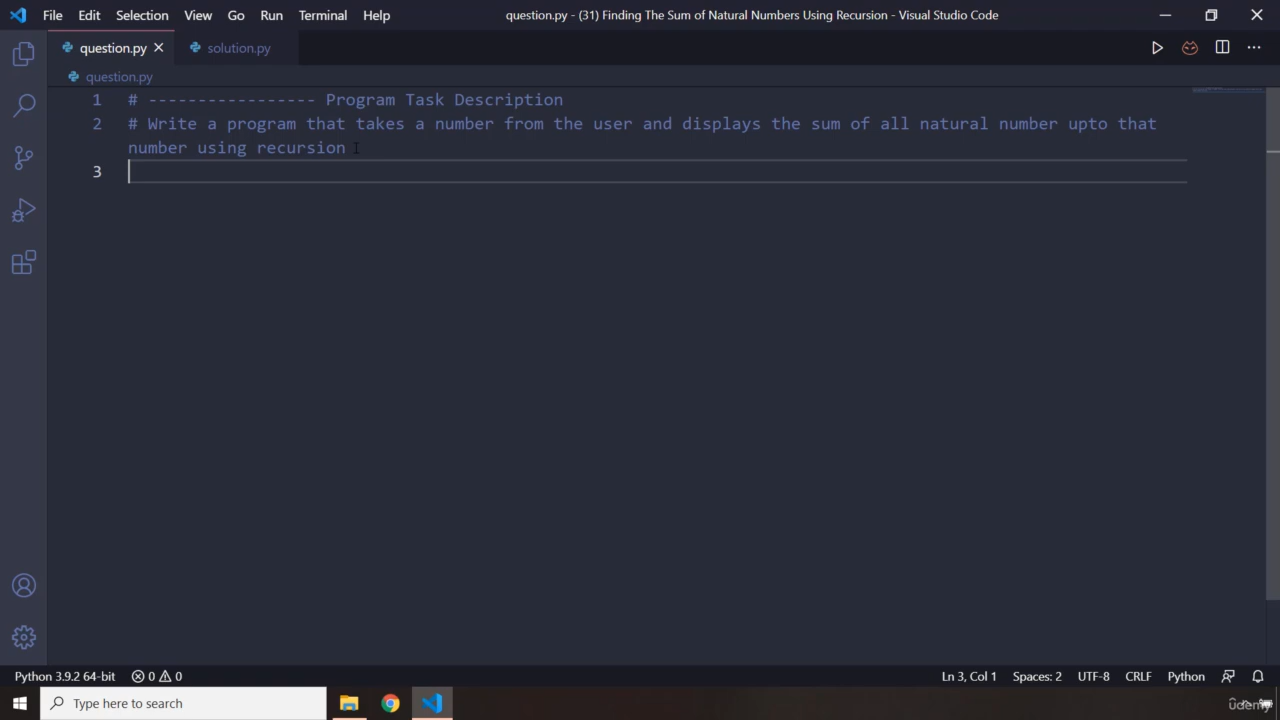 File Edit Selection View Go Run Terminal Help question.py - (31) Finding The Sum of Natural Numbers Using Recursion - Visual Studio Code
question.py solution.py
question.py
1 # ----------------- Program Task Description
2 # Write a program that takes a number from the user and displays the sum of all natural number upto that
number using recursion
3
Python 3.9.2 64-bit 0 0 Ln 3, Col 1 Spaces: 2 UTF-8 CRLF Python
Type here to search
Udemy